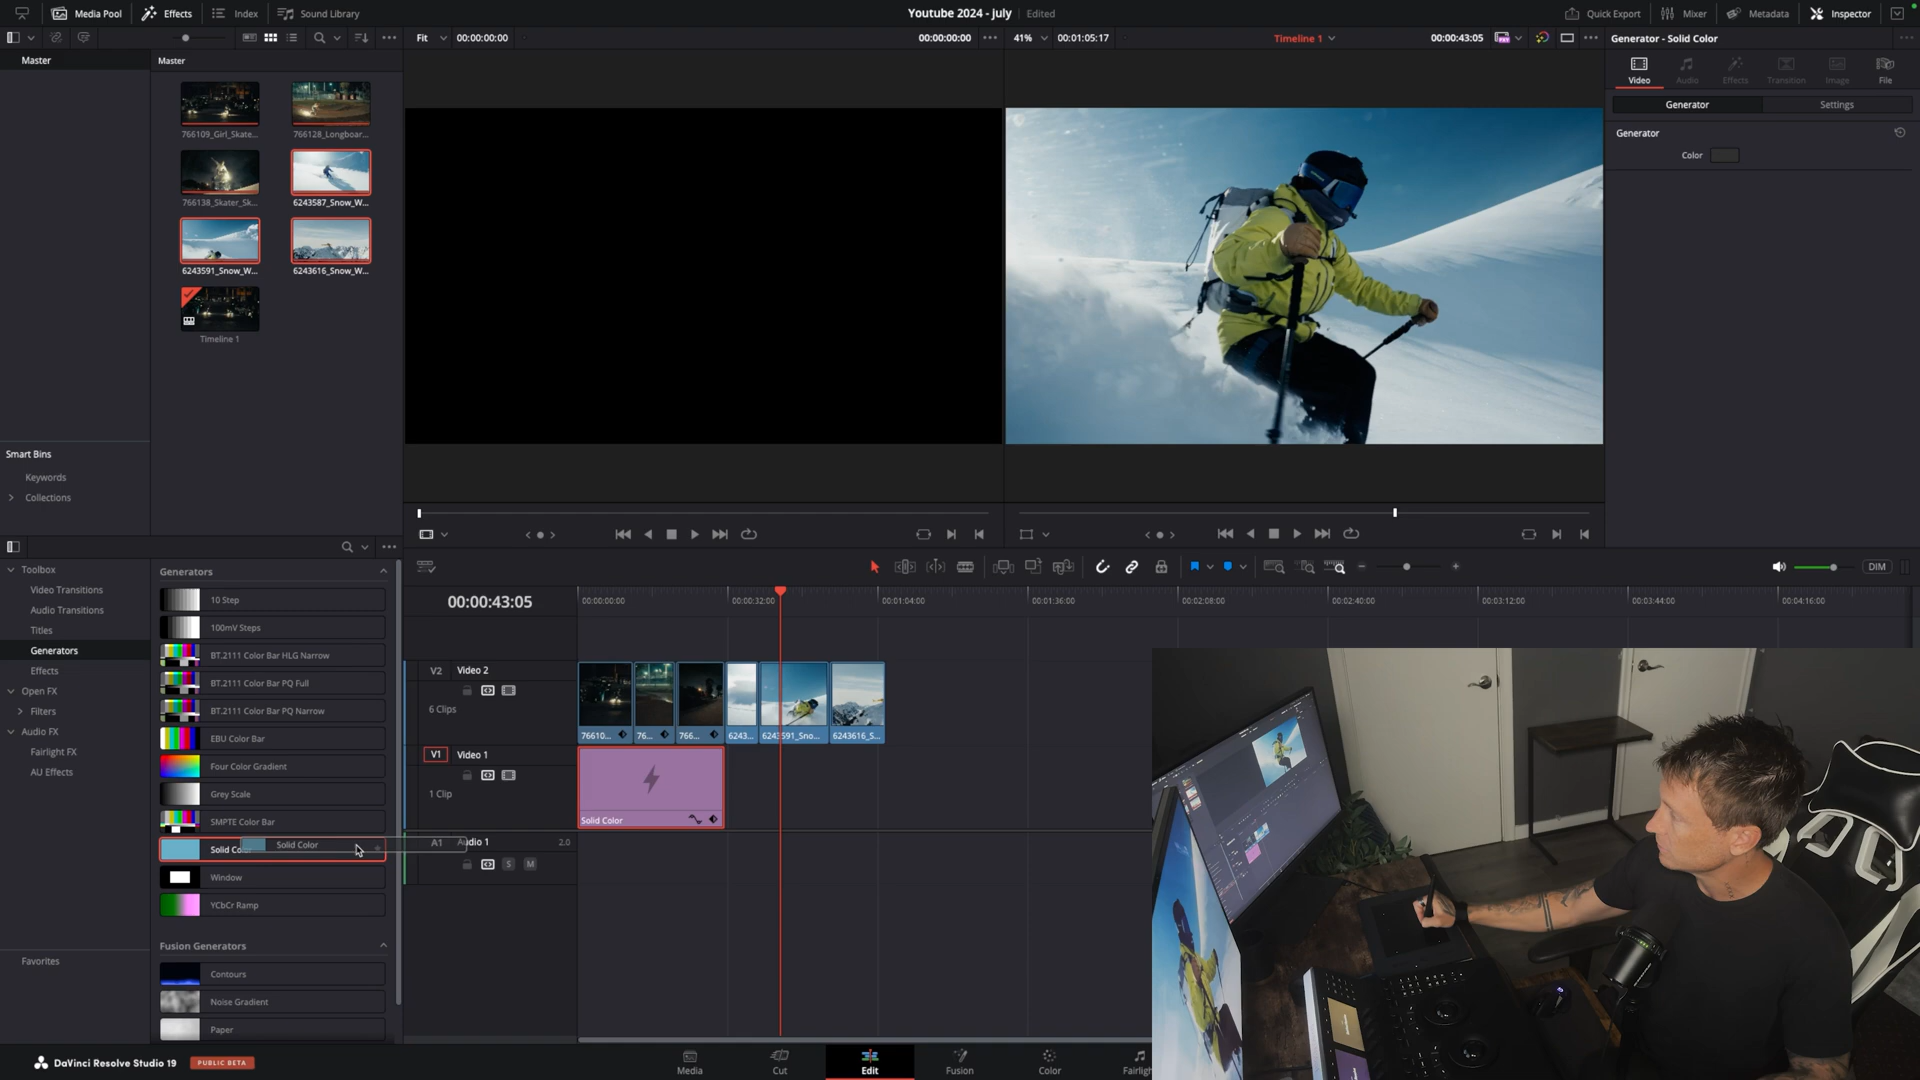 Media Pool
Effects
Index
Sound Library
Youtube 2024 - July
Edited
Quick Export
Mixer
Metadata
Inspector
Fit
00:00:00:00
00:00:00:00
41%
00:01:05:17
Timeline 1
00:00:43:05
Generator - Solid Color
Master
Master
766109_Girl_Skate...
766128_Longboar...
766138_Skater_Sk...
6243587_Snow_W...
6243591_Snow_W...
6243616_Snow_W...
Timeline 1
Video
Audio
Effects
Transition
Image
File
Generator
Settings
Generator
Color
Smart Bins
Keywords
Collections
Toolbox
Video Transitions
Audio Transitions
Titles
Generators
Effects
Open FX
Filters
Audio FX
Fairlight FX
AU Effects
Favorites
Generators
10 Step
100mV Steps
BT.2111 Color Bar HLG Narrow
BT.2111 Color Bar PQ Full
BT.2111 Color Bar PQ Narrow
EBU Color Bar
Four Color Gradient
Grey Scale
SMPTE Color Bar
Solid Co
Solid Color
Window
YCbCr Ramp
Fusion Generators
Contours
Noise Gradient
Paper
DIM
00:00:43:05
00:00:00:00
00:00:32:00
00:01:04:00
00:01:36:00
00:02:08:00
00:02:40:00
00:03:12:00
00:03:44:00
00:04:16:00
V2
Video 2
6 Clips
76610...
76...
766...
6243...
6243591_Sno...
6243616_S...
V1
Video 1
1 Clip
Solid Color
A1
Audio 1
2.0
S
M
DaVinci Resolve Studio 19
PUBLIC BETA
Media
Cut
Edit
Fusion
Color
Fairligh